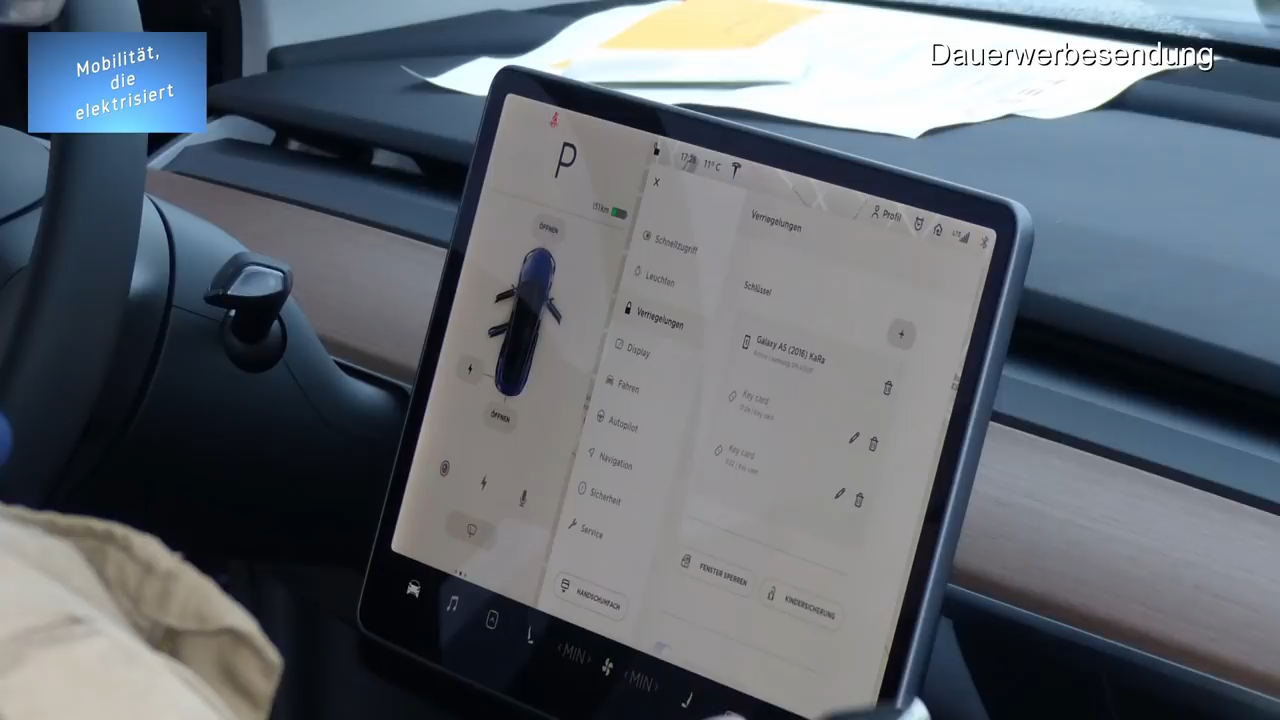 Mobilität,
die
elektrisiert
Dauerwerbesendung
P
ÖFFNEN
ÖFFNEN
11°C
Profil
LTE
X
Schnellzugriff
Leuchten
Verriegelungen
Display
Fahren
Autopilot
Navigation
Sicherheit
Service
HANDSCHUHFACH
Verriegelungen
Schlüssel
+
Galaxy A5 (2016) KaRa
Key card
Key card
FENSTER SPERREN
KINDERSICHERUNG
MIN
MIN